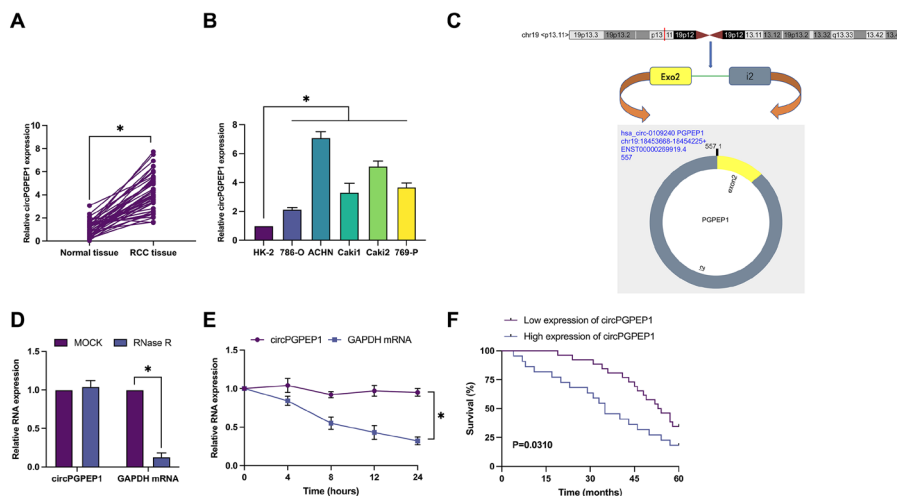 A
Relative circPGPEP1 expression
10
8
6
4
2
0
*
Normal tissue
RCC tissue
B
Relative circPGPEP1 expression
8
6
4
2
0
*
HK-2 786-O ACHN Caki1 Caki2 769-P
C
chr19 <p13.11> 19p13.3 19p13.2 p13 11 19p12 19p12 13.11 19p13.2 13.32 q13.33 13.42 13.4
Exo2
i2
hsa_circ-0109240 PGPEP1
chr19:18453668-18454225+
ENST00000269919.4
557
557 1
exon2
PGPEP1
D
MOCK
RNase R
Relative RNA expression
1.5
1.0
0.5
0.0
*
circPGPEP1
GAPDH mRNA
E
circPGPEP1
GAPDH mRNA
Relative RNA expression
1.5
1.0
0.5
0.0
*
0 4 8 12 24
Time (hours)
F
Low expression of circPGPEP1
High expression of circPGPEP1
Survival (%)
100
75
50
25
100
P=0.0310
0 15 30 45 60
Time (months)